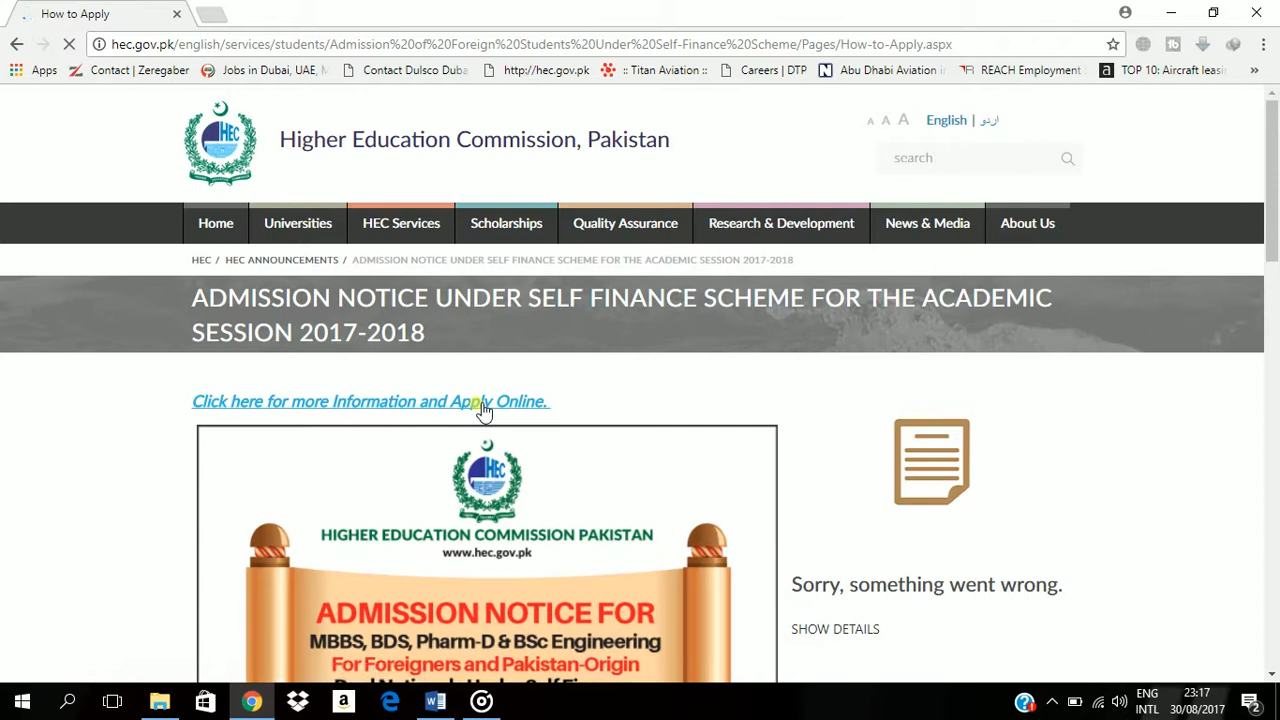 How to Apply
hec.gov.pk/english/services/students/Admission%20of%20Foreign%20Students%20Under%20Self-Finance%20Scheme/Pages/How-to-Apply.aspx
Apps Contact | Zeregaber Jobs in Dubai, UAE, M Contact Dulsco Duba http://hec.gov.pk :: Titan Aviation :: Careers | DTP Abu Dhabi Aviation in REACH Employment TOP 10: Aircraft leasi »
HEC
Higher Education Commission, Pakistan
A A A English | اردو
search
Home Universities HEC Services Scholarships Quality Assurance Research & Development News & Media About Us
HEC / HEC ANNOUNCEMENTS / ADMISSION NOTICE UNDER SELF FINANCE SCHEME FOR THE ACADEMIC SESSION 2017-2018
ADMISSION NOTICE UNDER SELF FINANCE SCHEME FOR THE ACADEMIC
SESSION 2017-2018
Click here for more Information and Apply Online.
HEC
HIGHER EDUCATION COMMISSION PAKISTAN
www.hec.gov.pk
ADMISSION NOTICE FOR
MBBS, BDS, Pharm-D & BSc Engineering
For Foreigners and Pakistan-Origin
Sorry, something went wrong.
SHOW DETAILS
ENG
INTL
23:17
30/08/2017
2